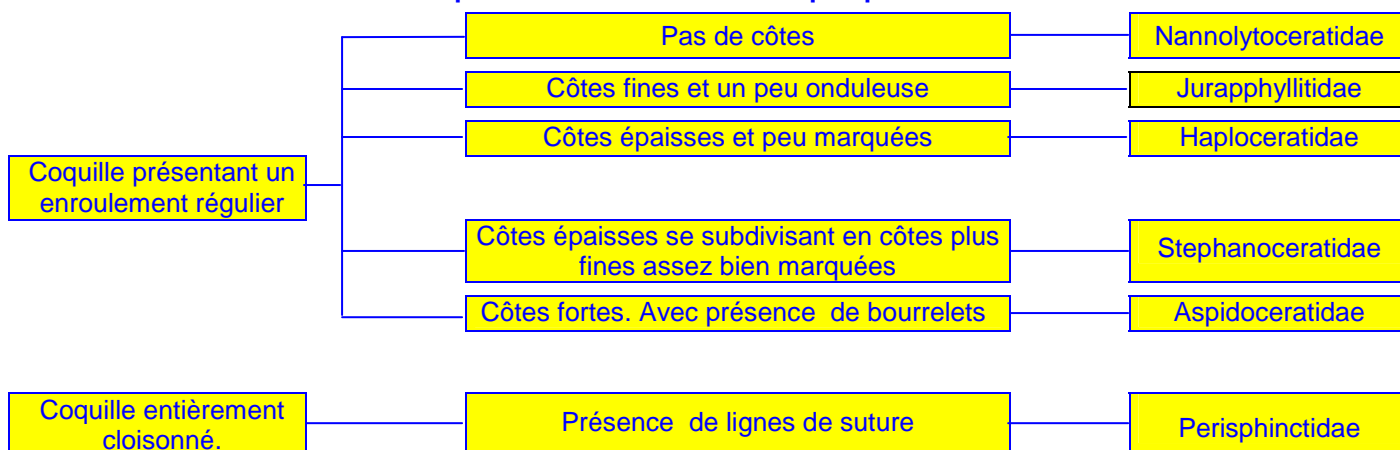 Pas de côtes
Nannolytoceratidae
Côtes fines et un peu onduleuse
Jurapphyllitidae
Côtes épaisses et peu marquées
Haploceratidae
Coquille présentant un
enroulement régulier
Côtes épaisses se subdivisant en côtes plus
fines assez bien marquées
Stephanoceratidae
Côtes fortes. Avec présence de bourrelets
Aspidoceratidae
Coquille entièrement
cloisonné.
Présence de lignes de suture
Perisphinctidae